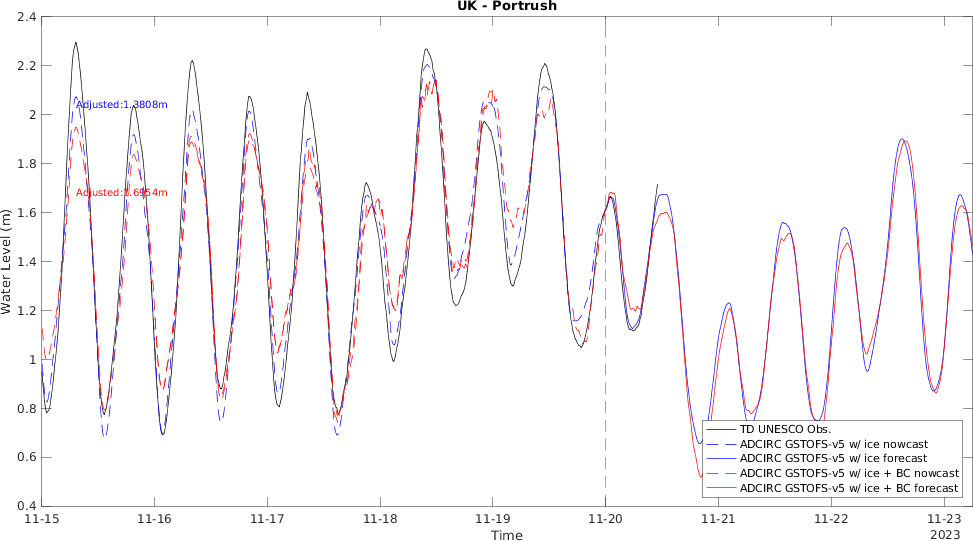 UK - Portrush
2.4
2.2
2
1.8
1.6
1.4
1.2
1
0.8
0.6
0.4
Water Level (m)
Adjusted:1.3808m
Adjusted:1.6954m
TD UNESCO Obs.
ADCIRC GSTOFS-v5 w/ ice nowcast
ADCIRC GSTOFS-v5 w/ ice forecast
ADCIRC GSTOFS-v5 w/ ice + BC nowcast
ADCIRC GSTOFS-v5 w/ ice + BC forecast
11-15 11-16 11-17 11-18 11-19 11-20 11-21 11-22 11-23
Time
2023